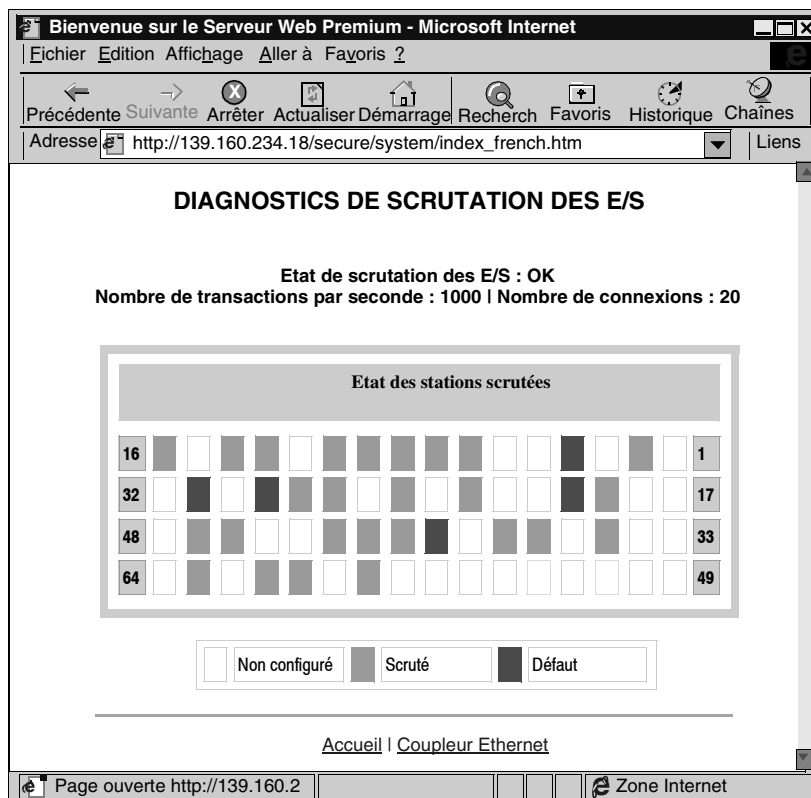 Bienvenue sur le Serveur Web Premium - Microsoft Internet
Fichier Edition Affichage Aller à Favoris ?
Précédente Suivante Arrêter Actualiser Démarrage Recherch Favoris Historique Chaînes
Adresse http://139.160.234.18/secure/system/index_french.htm Liens
DIAGNOSTICS DE SCRUTATION DES E/S
Etat de scrutation des E/S : OK
Nombre de transactions par seconde : 1000 I Nombre de connexions : 20
Etat des stations scrutées
16 1
32 17
48 33
64 49
Non configuré Scruté Défaut
Accueil I Coupleur Ethernet
Page ouverte http://139.160.2 Zone Internet